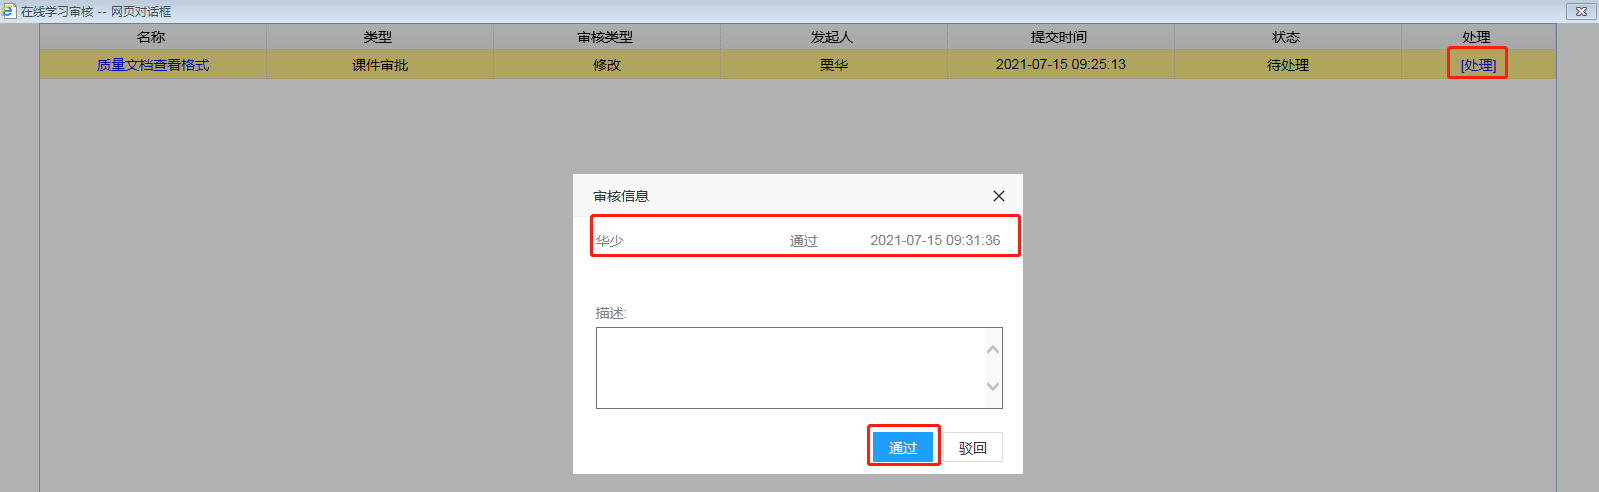 在线学习审核 -- 网页对话框
名称 类型 审核类型 发起人 提交时间 状态 处理
质量文档查看格式 课件审批 修改 栗华 2021-07-15 09:25:13 待处理 [处理]
审核信息
华少 通过 2021-07-15 09:31:36
描述:
通过 驳回